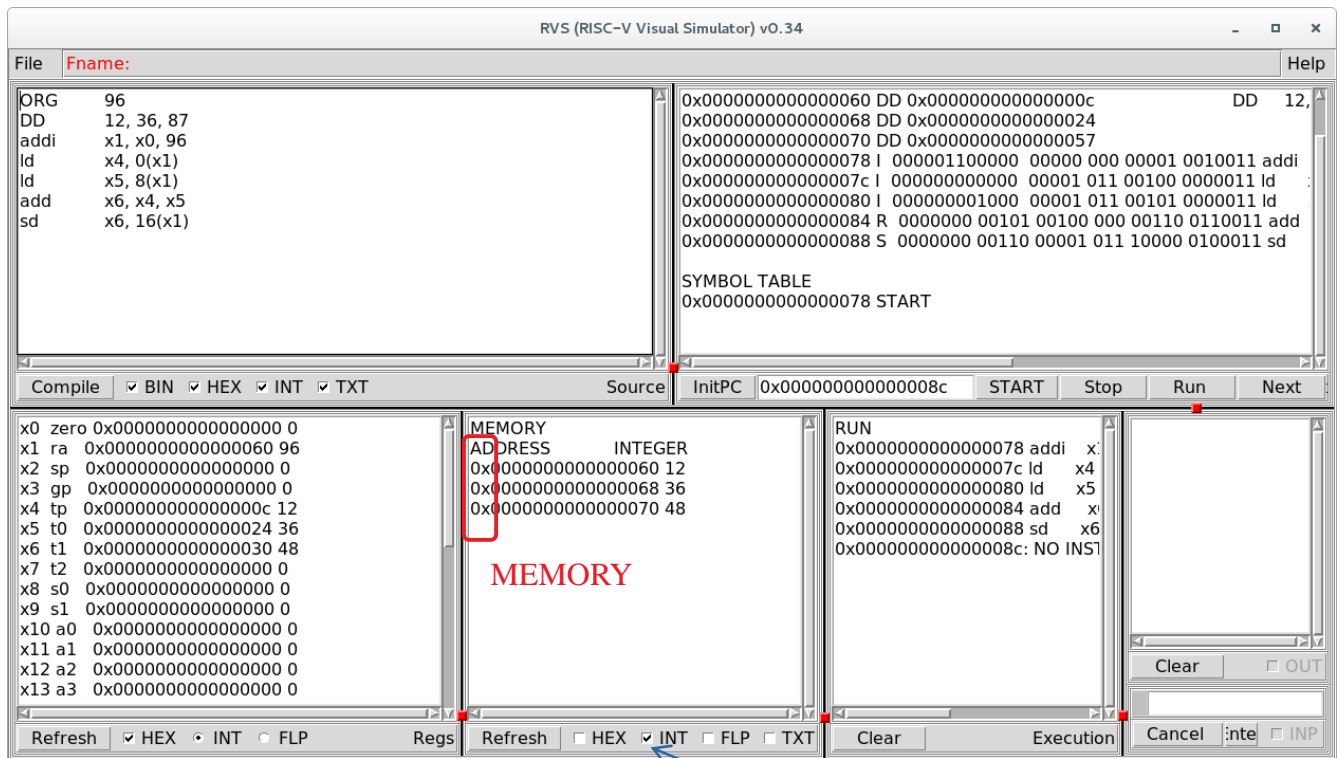 RVS (RISC-V Visual Simulator) v0.34
File Fname: Help
ORG 96
DD 12, 36, 87
addi x1, x0, 96
ld x4, 0(x1)
ld x5, 8(x1)
add x6, x4, x5
sd x6, 16(x1)
Compile BIN HEX INT TXT Source
0x0000000000000060 DD 0x000000000000000c DD 12,
0x0000000000000068 DD 0x0000000000000024
0x0000000000000070 DD 0x0000000000000057
0x0000000000000078 I 000001100000 00000 000 00001 0010011 addi
0x000000000000007c I 000000000000 00001 011 00100 0000011 ld
0x0000000000000080 I 000000001000 00001 011 00101 0000011 ld
0x0000000000000084 R 0000000 00101 00100 000 00110 0110011 add
0x0000000000000088 S 0000000 00110 00001 011 10000 0100011 sd
SYMBOL TABLE
0x0000000000000078 START
InitPC 0x000000000000008c START Stop Run Next
x0 zero 0x0000000000000000 0
x1 ra 0x0000000000000060 96
x2 sp 0x0000000000000000 0
x3 gp 0x0000000000000000 0
x4 tp 0x000000000000000c 12
x5 t0 0x0000000000000024 36
x6 t1 0x0000000000000030 48
x7 t2 0x0000000000000000 0
x8 s0 0x0000000000000000 0
x9 s1 0x0000000000000000 0
x10 a0 0x0000000000000000 0
x11 a1 0x0000000000000000 0
x12 a2 0x0000000000000000 0
x13 a3 0x0000000000000000 0
Refresh HEX INT FLP Regs
MEMORY
ADDRESS INTEGER
0x0000000000000060 12
0x0000000000000068 36
0x0000000000000070 48
MEMORY
Refresh HEX INT FLP TXT
RUN
0x0000000000000078 addi
0x000000000000007c ld x4
0x0000000000000080 ld x5
0x0000000000000084 add
0x0000000000000088 sd x6
0x000000000000008c: NO INST
Clear Execution
Clear OUT
Cancel Ente INP